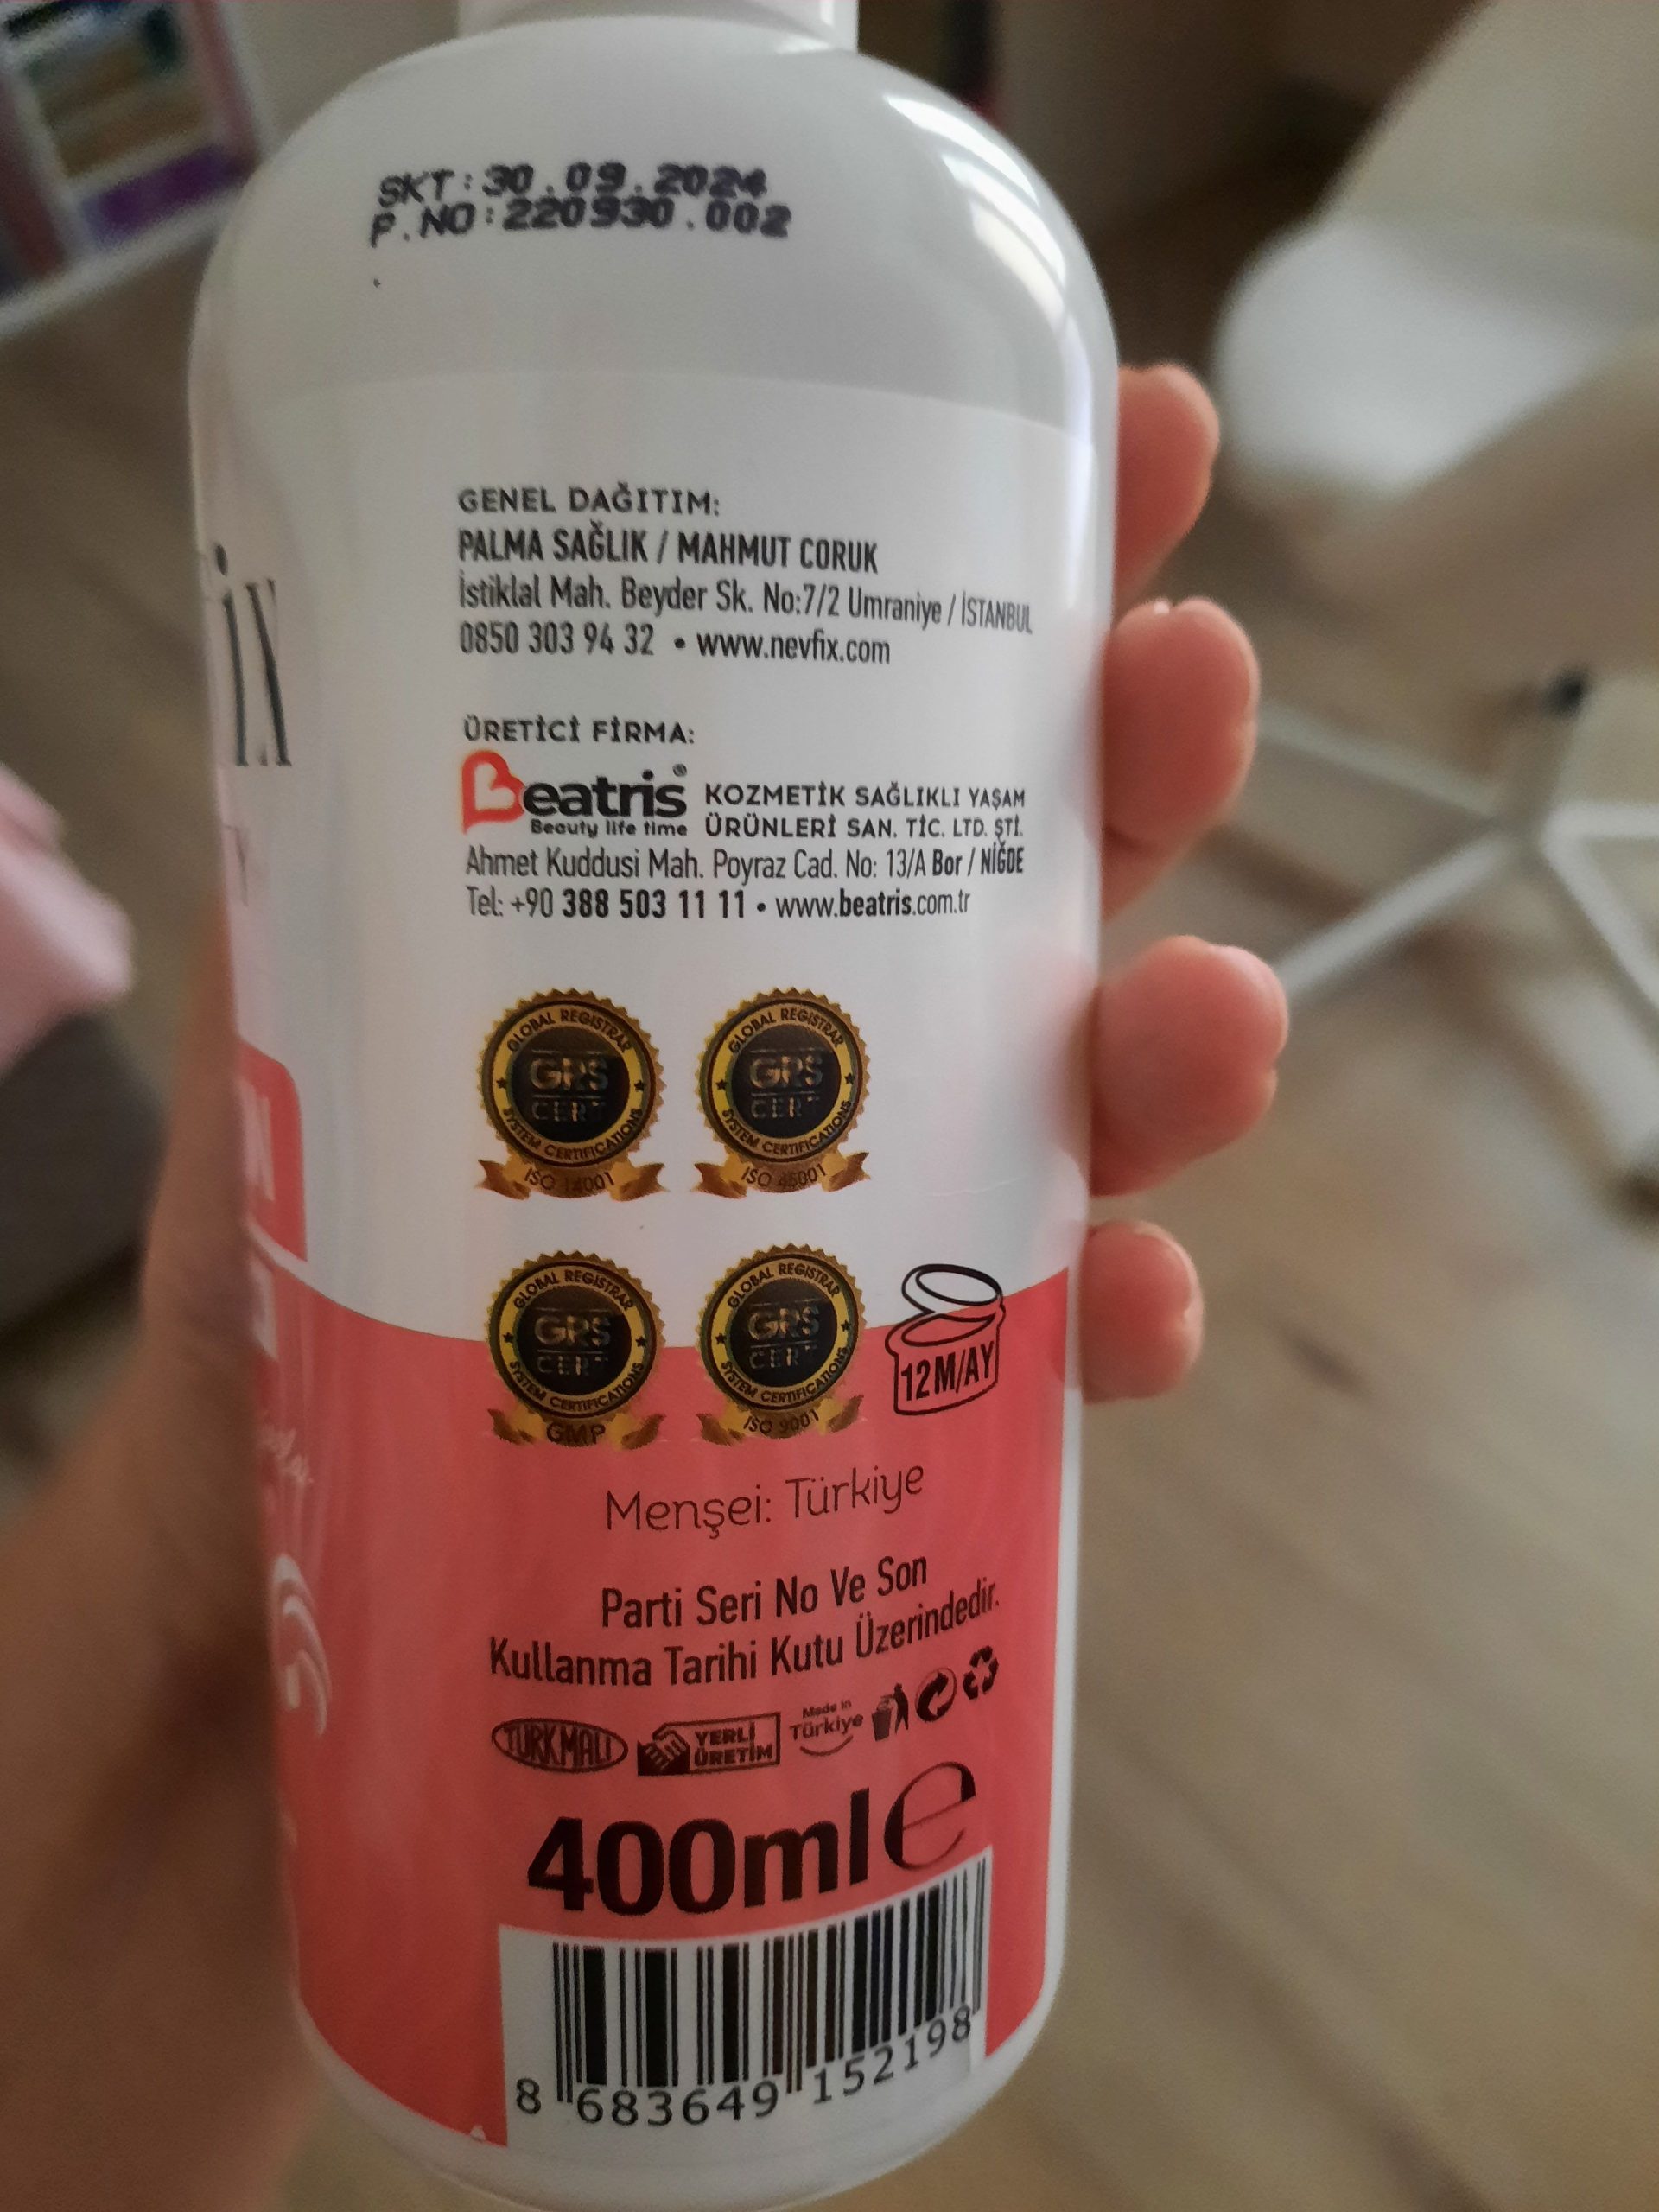 SKT:30.09.2024
P.NO:220930.002
GENEL DAĞITIM:
PALMA SAĞLIK / MAHMUT CORUK
İstiklal Mah. Beyder Sk. No:7/2 Umraniye / İSTANBUL
0850 303 94 32 • www.nevfix.com
ÜRETİCİ FİRMA:
Beatris®
Beauty life time
KOZMETİK SAĞLIKLI YAŞAM
ÜRÜNLERİ SAN. TİC. LTD. ŞTİ.
Ahmet Kuddusi Mah. Poyraz Cad. No: 13/A Bor / NİĞDE
Tel: +90 388 503 11 11 • www.beatris.com.tr
GLOBAL REGISTRAR
GRS
CERT
SYSTEM CERTIFICATIONS
ISO 14001
GLOBAL REGISTRAR
GRS
CERT
SYSTEM CERTIFICATIONS
ISO 45001
GLOBAL REGISTRAR
GRS
CERT
SYSTEM CERTIFICATIONS
GMP
GLOBAL REGISTRAR
GRS
CERT
SYSTEM CERTIFICATIONS
ISO 9001
12M/AY
Menşei: Türkiye
Parti Seri No Ve Son
Kullanma Tarihi Kutu Üzerindedir.
TÜRK MALI
YERLİ
ÜRETİM
Made in
Türkiye
400ml e
8 683649 152198